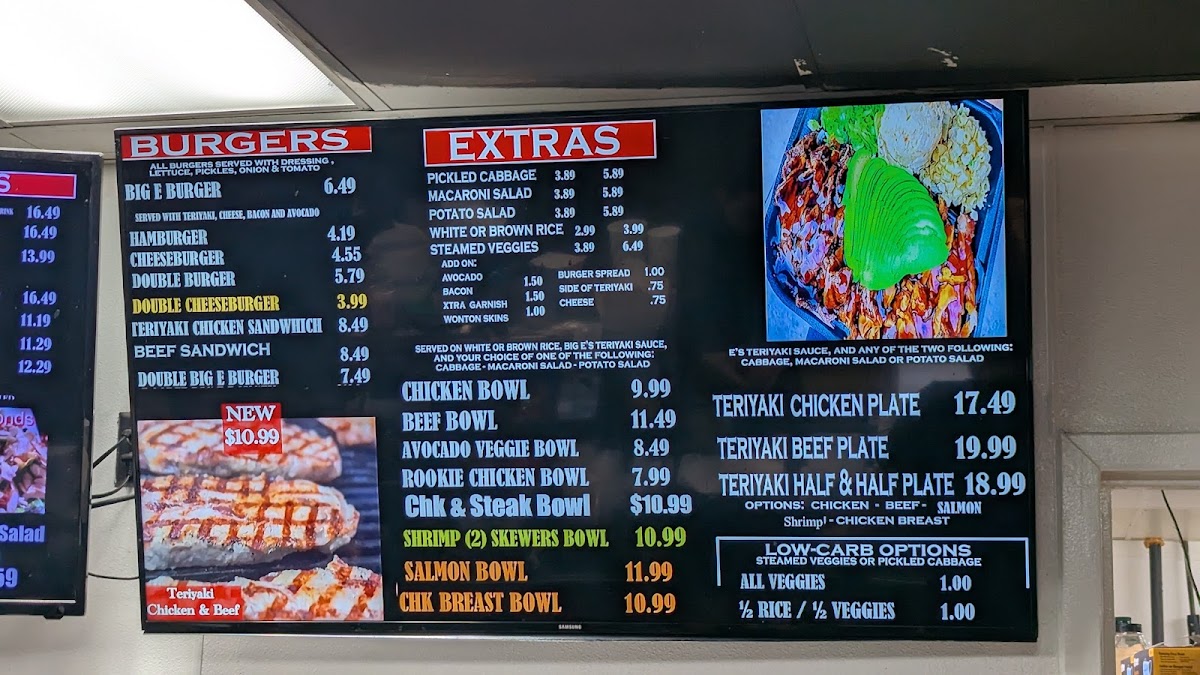 S
RINK 16.49
16.49
13.99
16.49
11.19
11.29
12.29
onds
Salad
59
BURGERS
ALL BURGERS SERVED WITH DRESSING ,
LETTUCE, PICKLES, ONION & TOMATO
BIG E BURGER 6.49
SERVED WITH TERIYAKI, CHEESE, BACON AND AVOCADO
HAMBURGER 4.19
CHEESEBURGER 4.55
DOUBLE BURGER 5.79
DOUBLE CHEESEBURGER 3.99
TERIYAKI CHICKEN SANDWHICH 8.49
BEEF SANDWICH 8.49
DOUBLE BIG E BURGER 7.49
NEW
$10.99
Teriyaki
Chicken & Beef
EXTRAS
PICKLED CABBAGE 3.89 5.89
MACARONI SALAD 3.89 5.89
POTATO SALAD 3.89 5.89
WHITE OR BROWN RICE 2.99 3.99
STEAMED VEGGIES 3.89 6.49
ADD ON:
AVOCADO 1.50
BACON 1.50
XTRA GARNISH 1.00
WONTON SKINS
BURGER SPREAD 1.00
SIDE OF TERIYAKI .75
CHEESE .75
SERVED ON WHITE OR BROWN RICE, BIG E'S TERIYAKI SAUCE,
AND YOUR CHOICE OF ONE OF THE FOLLOWING:
CABBAGE - MACARONI SALAD - POTATO SALAD
CHICKEN BOWL 9.99
BEEF BOWL 11.49
AVOCADO VEGGIE BOWL 8.49
ROOKIE CHICKEN BOWL 7.99
Chk & Steak Bowl $10.99
SHRIMP (2) SKEWERS BOWL 10.99
SALMON BOWL 11.99
CHK BREAST BOWL 10.99
E'S TERIYAKI SAUCE, AND ANY OF THE TWO FOLLOWING:
CABBAGE, MACARONI SALAD OR POTATO SALAD
TERIYAKI CHICKEN PLATE 17.49
TERIYAKI BEEF PLATE 19.99
TERIYAKI HALF & HALF PLATE 18.99
OPTIONS: CHICKEN - BEEF - SALMON
Shrimp - CHICKEN BREAST
LOW-CARB OPTIONS
STEAMED VEGGIES OR PICKLED CABBAGE
ALL VEGGIES 1.00
½ RICE / ½ VEGGIES 1.00
SAMSUNG